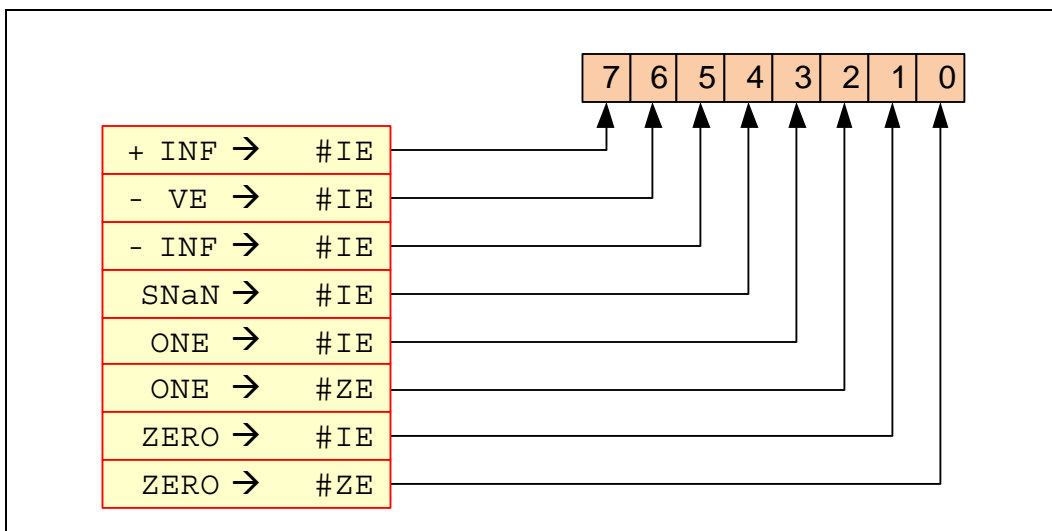 7 6 5 4 3 2 1 0
+ INF → #IE
- VE → #IE
- INF → #IE
SNaN → #IE
ONE → #IE
ONE → #ZE
ZERO → #IE
ZERO → #ZE